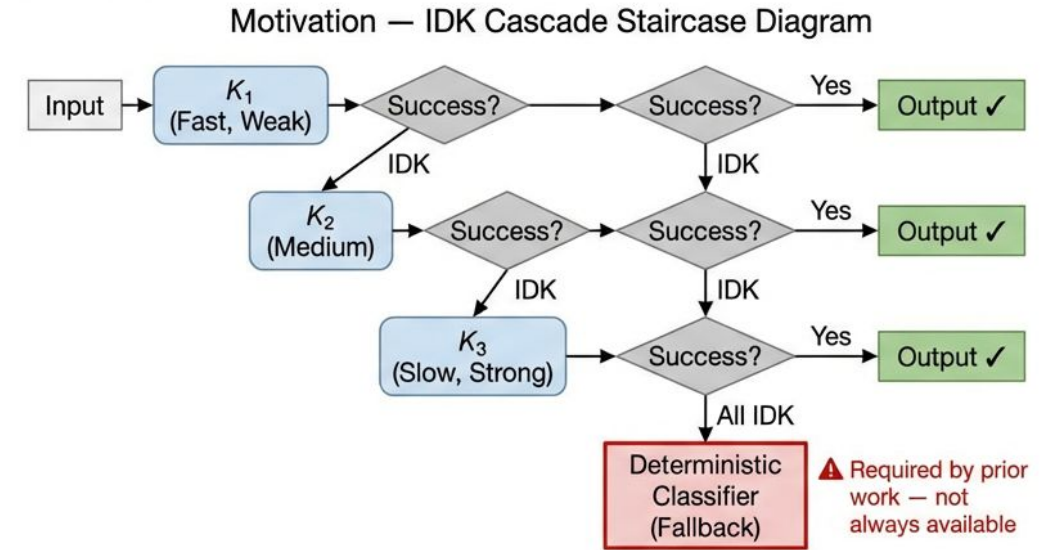 Motivation — IDK Cascade Staircase Diagram
Input
K₁
(Fast, Weak)
Success?
Success?
Yes
Output ✓
IDK
IDK
K₂
(Medium)
Success?
Success?
Yes
Output ✓
IDK
IDK
K₃
(Slow, Strong)
Success?
Yes
Output ✓
All IDK
Deterministic
Classifier
(Fallback)
Required by prior
work — not
always available